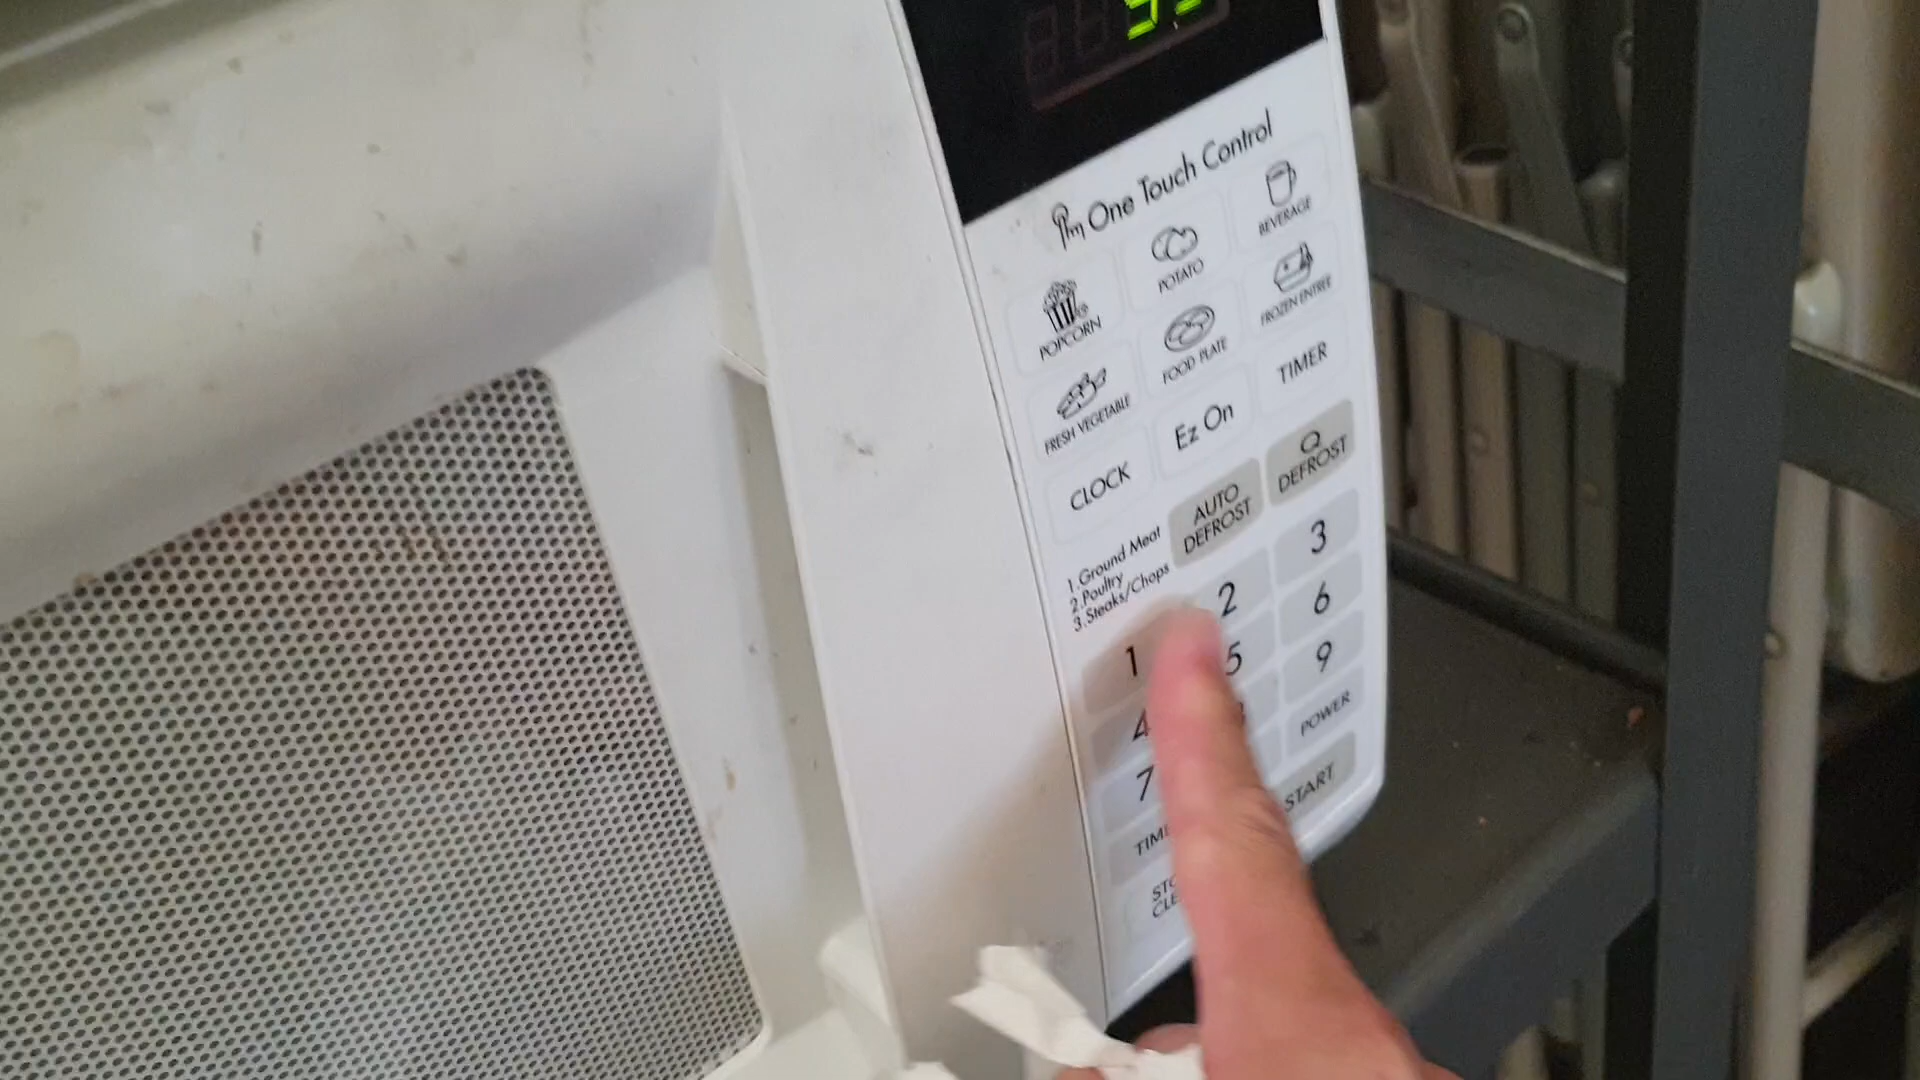 One Touch Control
POPCORN
POTATO
BEVERAGE
FRESH VEGETABLE
FOOD PLATE
FROZEN ENTREE
CLOCK
Ez On
TIMER
1.Ground Meat
2.Poultry
3.Steaks/Chops
AUTO
DEFROST
Q
DEFROST
1
2
3
4
5
6
7
9
POWER
START